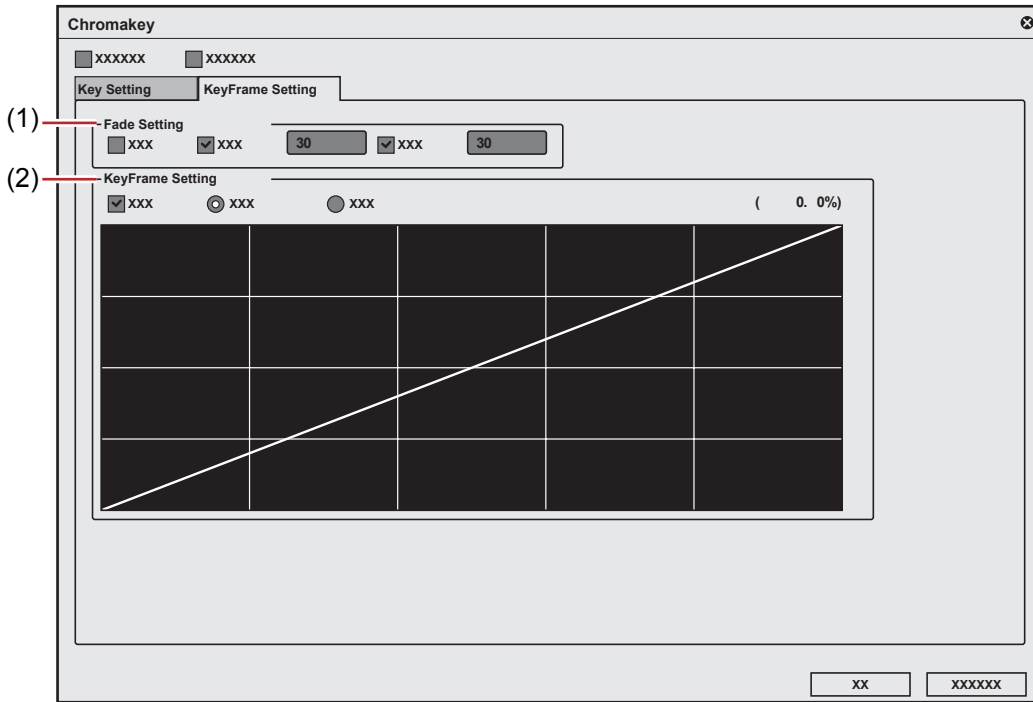 Chromakey
xxxxxx xxxxxx
Key Setting KeyFrame Setting
(1)
Fade Setting
xxx xxx 30 xxx 30
(2)
KeyFrame Setting
xxx xxx xxx ( 0. 0%)
xx xxxxxx